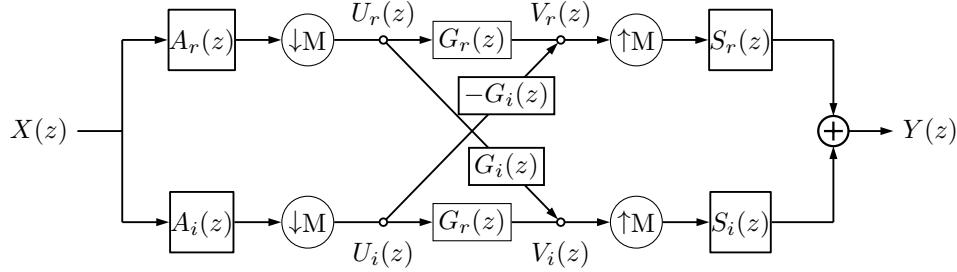 U_r(z) V_r(z)
A_r(z) ↓M G_r(z) ↑M S_r(z)
−G_i(z)
X(z) + Y(z)
G_i(z)
A_i(z) ↓M G_r(z) ↑M S_i(z)
U_i(z) V_i(z)